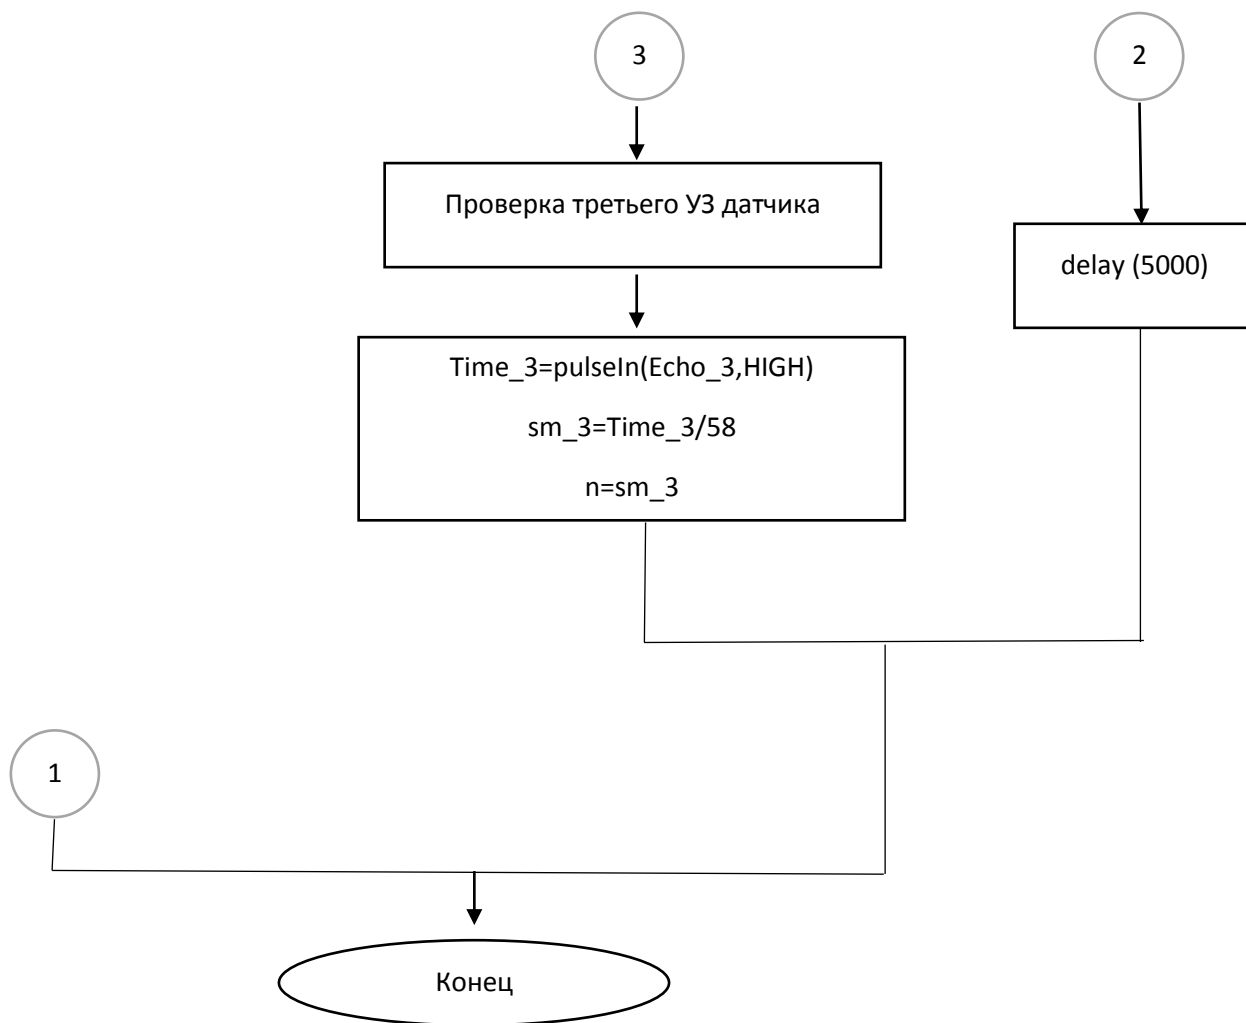 3
2
Проверка третьего УЗ датчика
delay (5000)
Time_3=pulseIn(Echo_3,HIGH)
sm_3=Time_3/58
n=sm_3
1
Конец